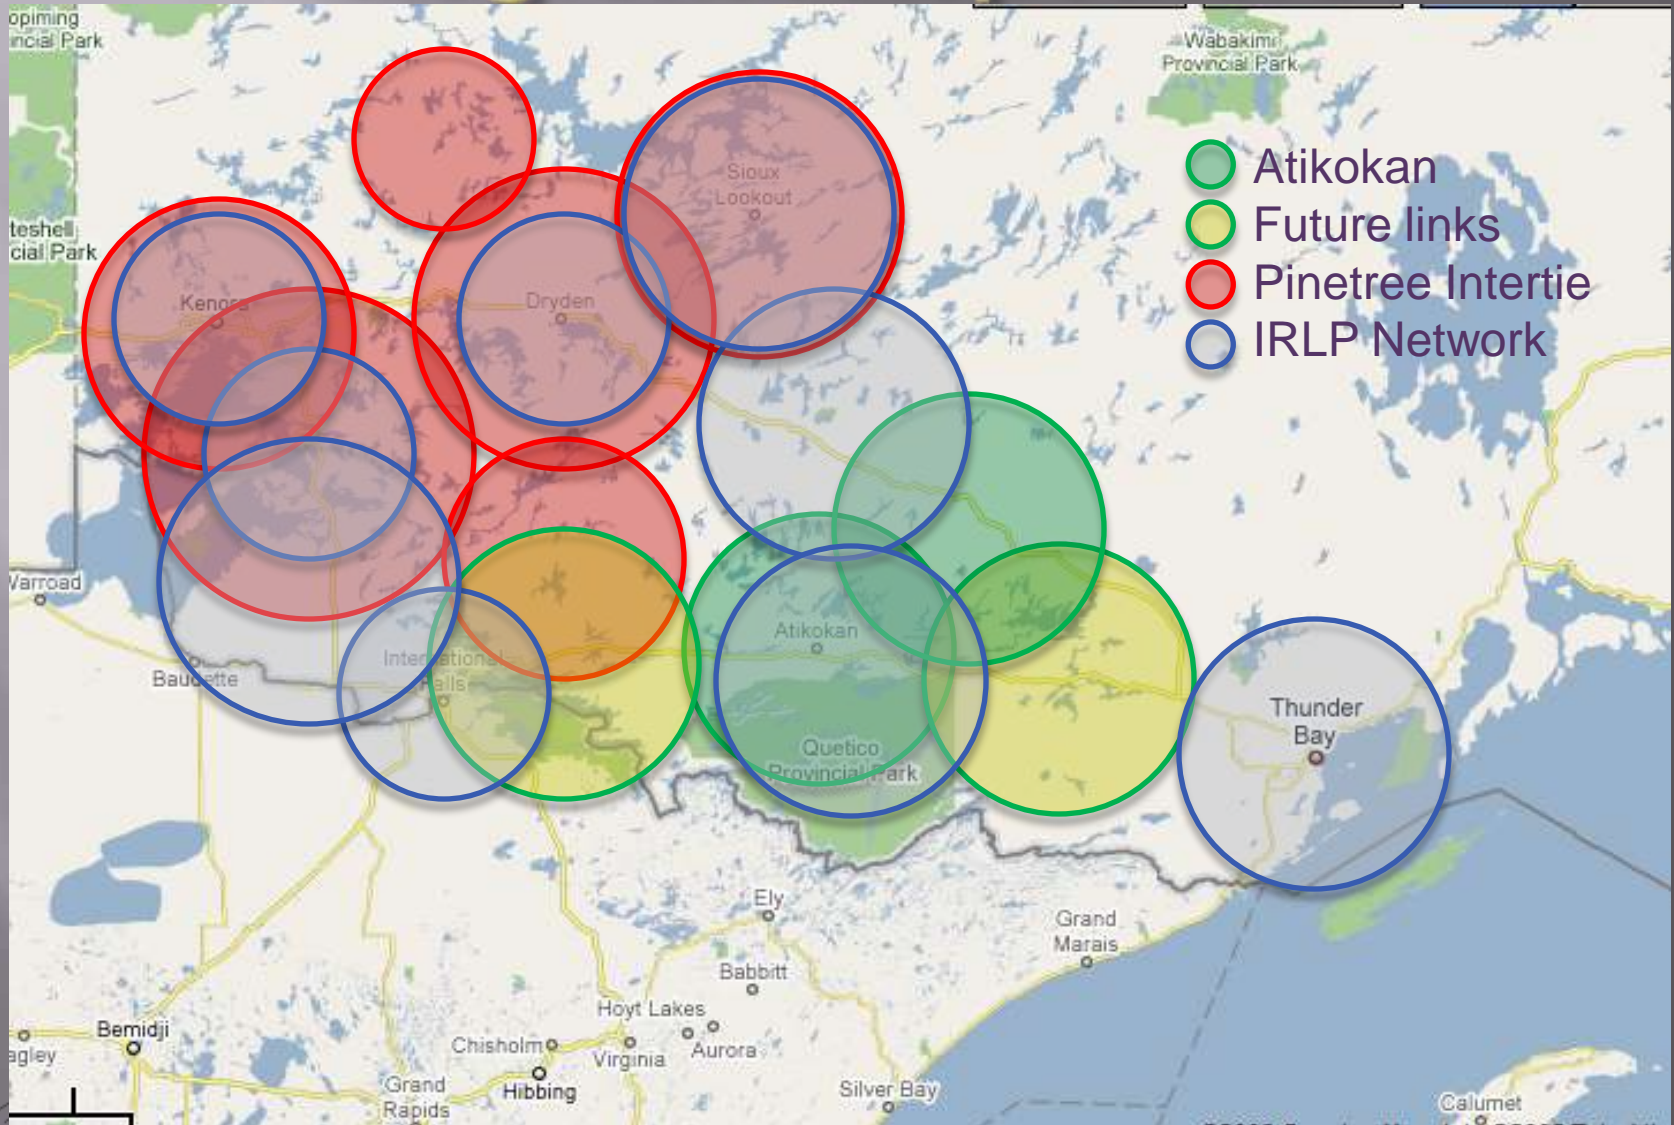 opiming
ncial Park
Wabakimi
Provincial Park
Atikokan
Future links
Pinetree Intertie
IRLP Network
Sioux
Lookout
teshell
cial Park
Kenora
Dryden
Warroad
Atikokan
International
Falls
Baudette
Thunder
Bay
Quetico
Provincial Park
Ely
Grand
Marais
Babbitt
Hoyt Lakes
Bemidji
Chisholm
Virginia
Aurora
agley
Grand
Rapids
Hibbing
Silver Bay
Calumet